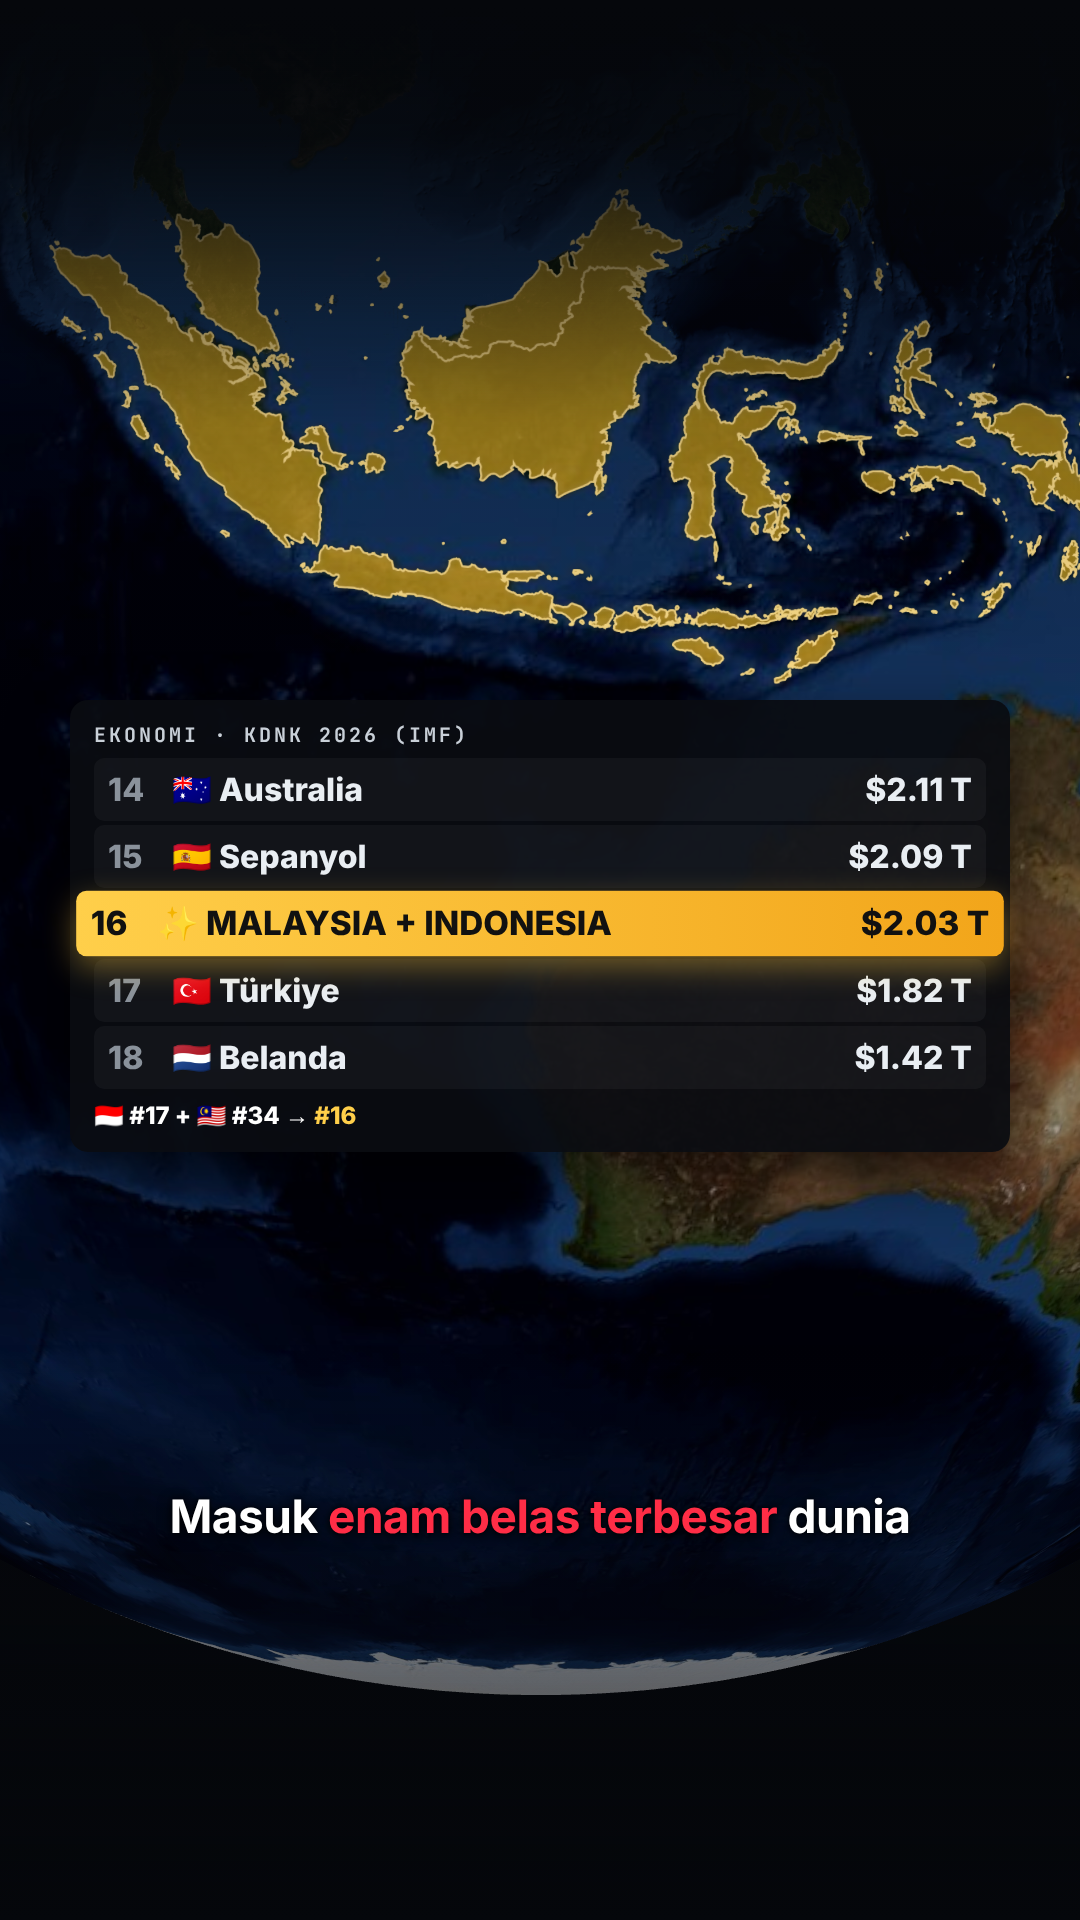 EKONOMI · KDNK 2026 (IMF)
14 Australia $2.11 T
15 Sepanyol $2.09 T
16 MALAYSIA + INDONESIA $2.03 T
17 Türkiye $1.82 T
18 Belanda $1.42 T
#17 + #34 → #16
Masuk enam belas terbesar dunia